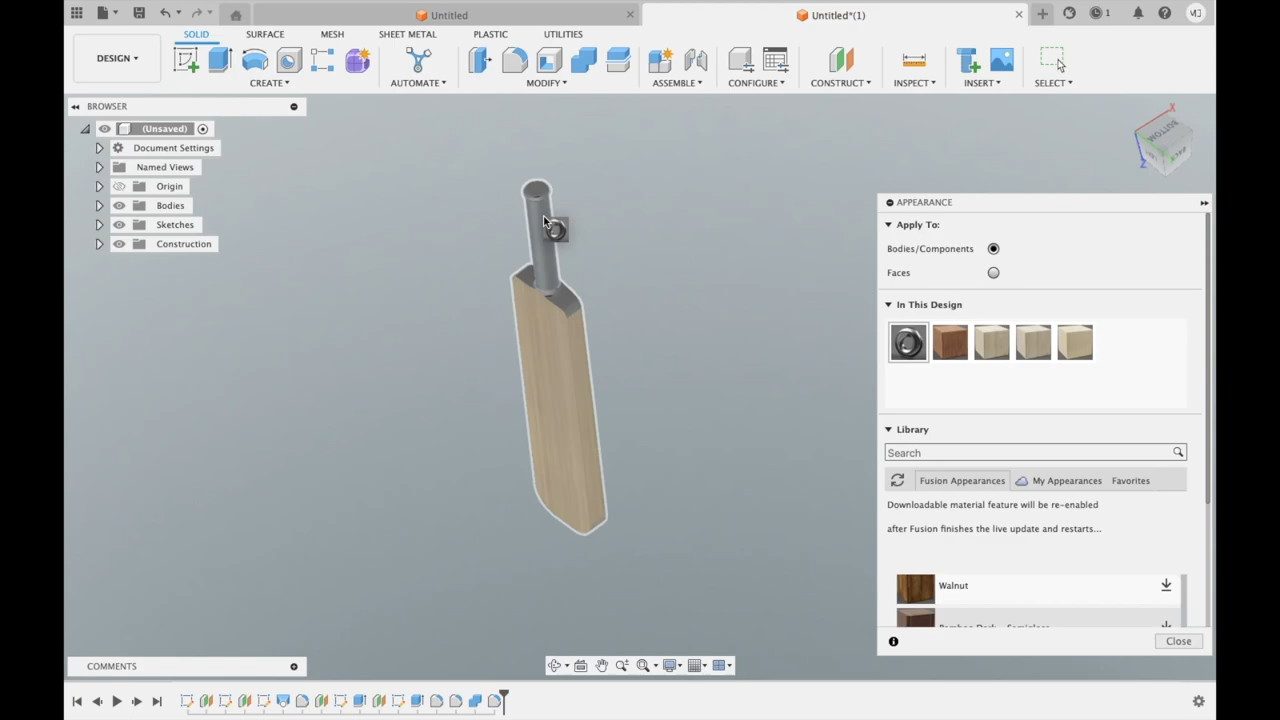 Untitled
Untitled*(1)
1
MJ
DESIGN
SOLID
SURFACE
MESH
SHEET METAL
PLASTIC
UTILITIES
CREATE
AUTOMATE
MODIFY
ASSEMBLE
CONFIGURE
CONSTRUCT
INSPECT
INSERT
SELECT
BROWSER
(Unsaved)
Document Settings
Named Views
Origin
Bodies
Sketches
Construction
BOTTOM
X
Z
APPEARANCE
Apply To:
Bodies/Components
Faces
In This Design
Library
Search
Fusion Appearances
My Appearances
Favorites
Downloadable material feature will be re-enabled
after Fusion finishes the live update and restarts...
Walnut
Close
COMMENTS